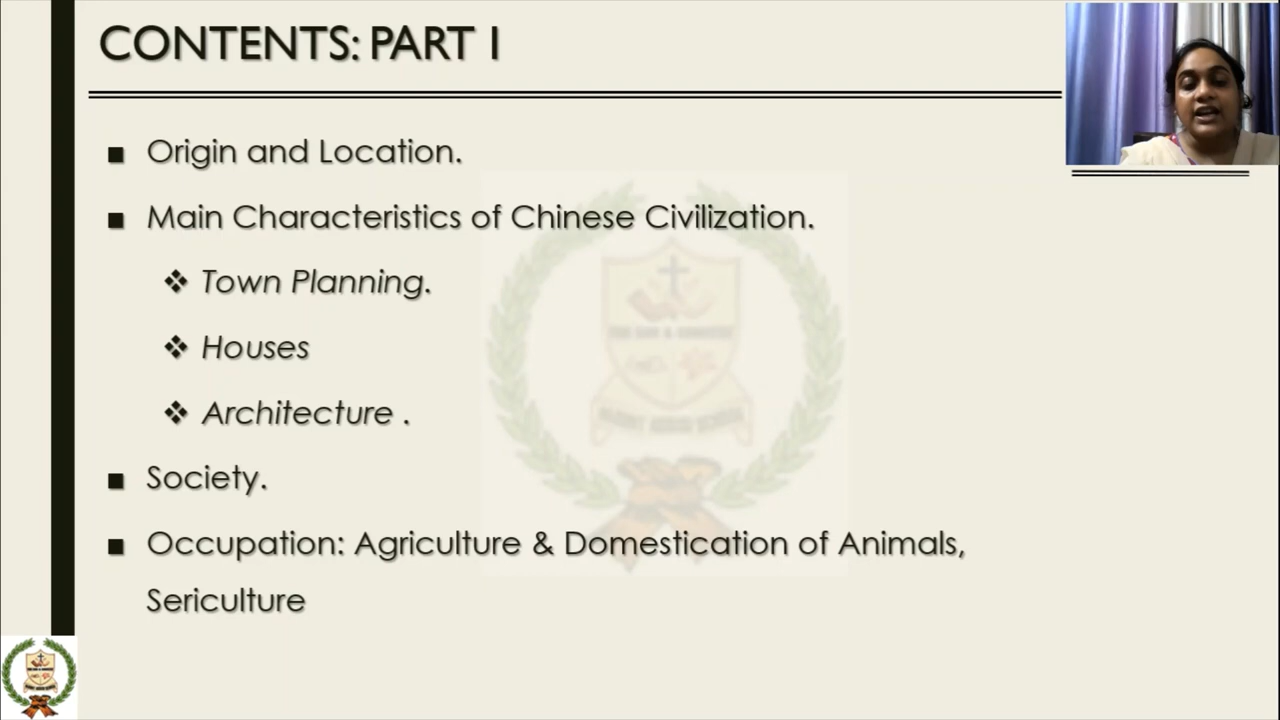 CONTENTS: PART I
■ Origin and Location.
■ Main Characteristics of Chinese Civilization.
❖ Town Planning.
❖ Houses
❖ Architecture .
■ Society.
■ Occupation: Agriculture & Domestication of Animals,
Sericulture